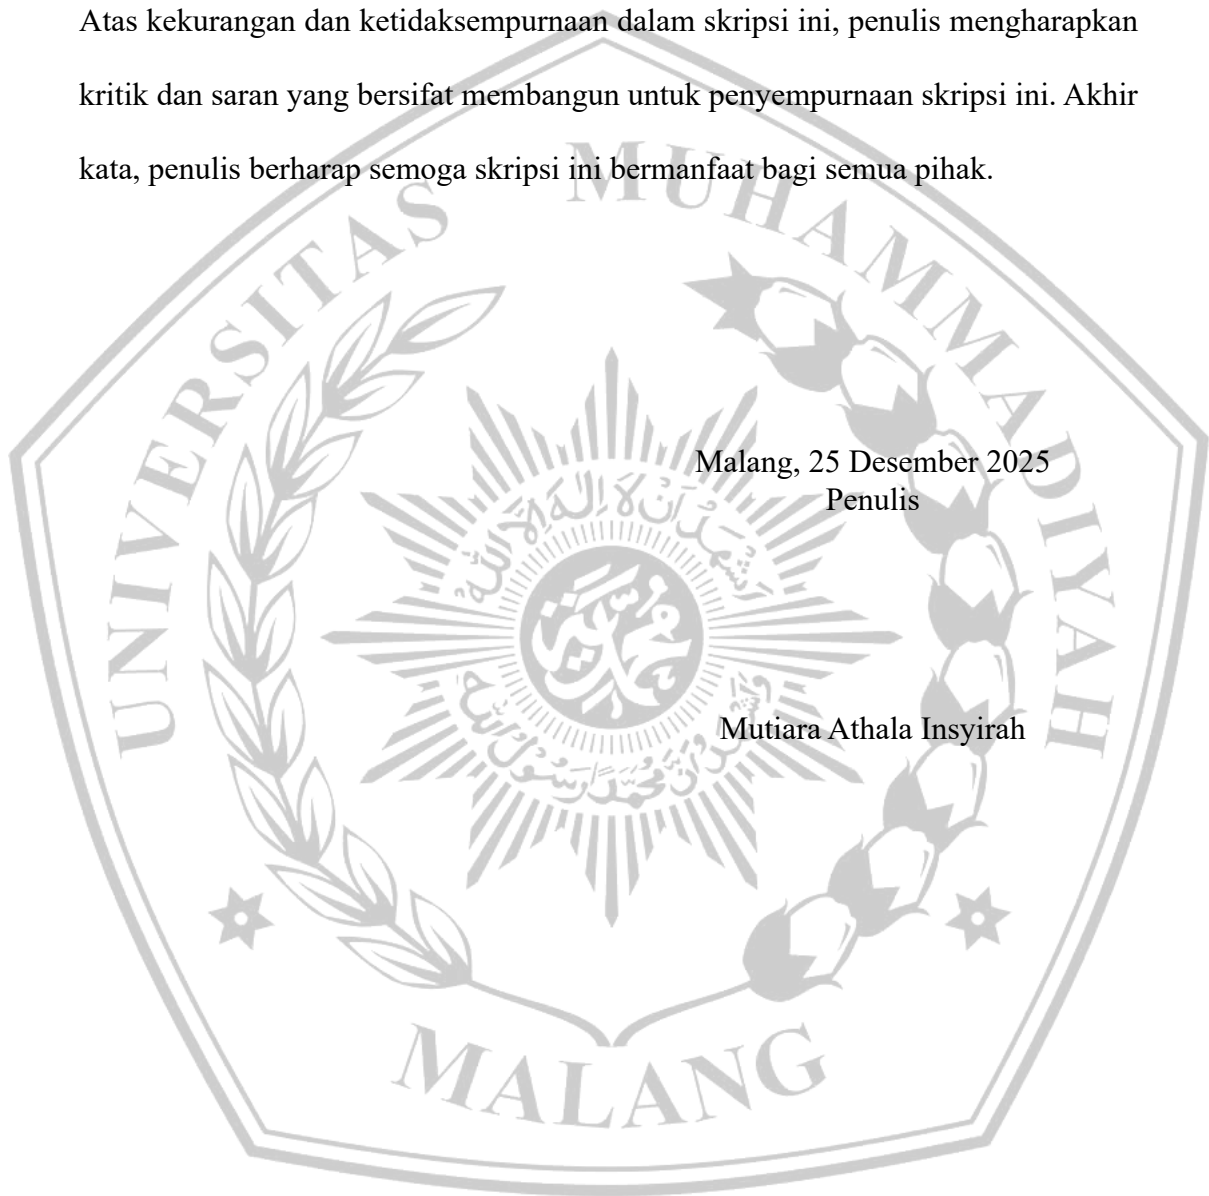 Atas kekurangan dan ketidaksempurnaan dalam skripsi ini, penulis mengharapkan
kritik dan saran yang bersifat membangun untuk penyempurnaan skripsi ini. Akhir
kata, penulis berharap semoga skripsi ini bermanfaat bagi semua pihak.
UNIVERSITAS MUHAMMADIYAH
Malang, 25 Desember 2025
Penulis
Mutiara Athala Insyirah
MALANG